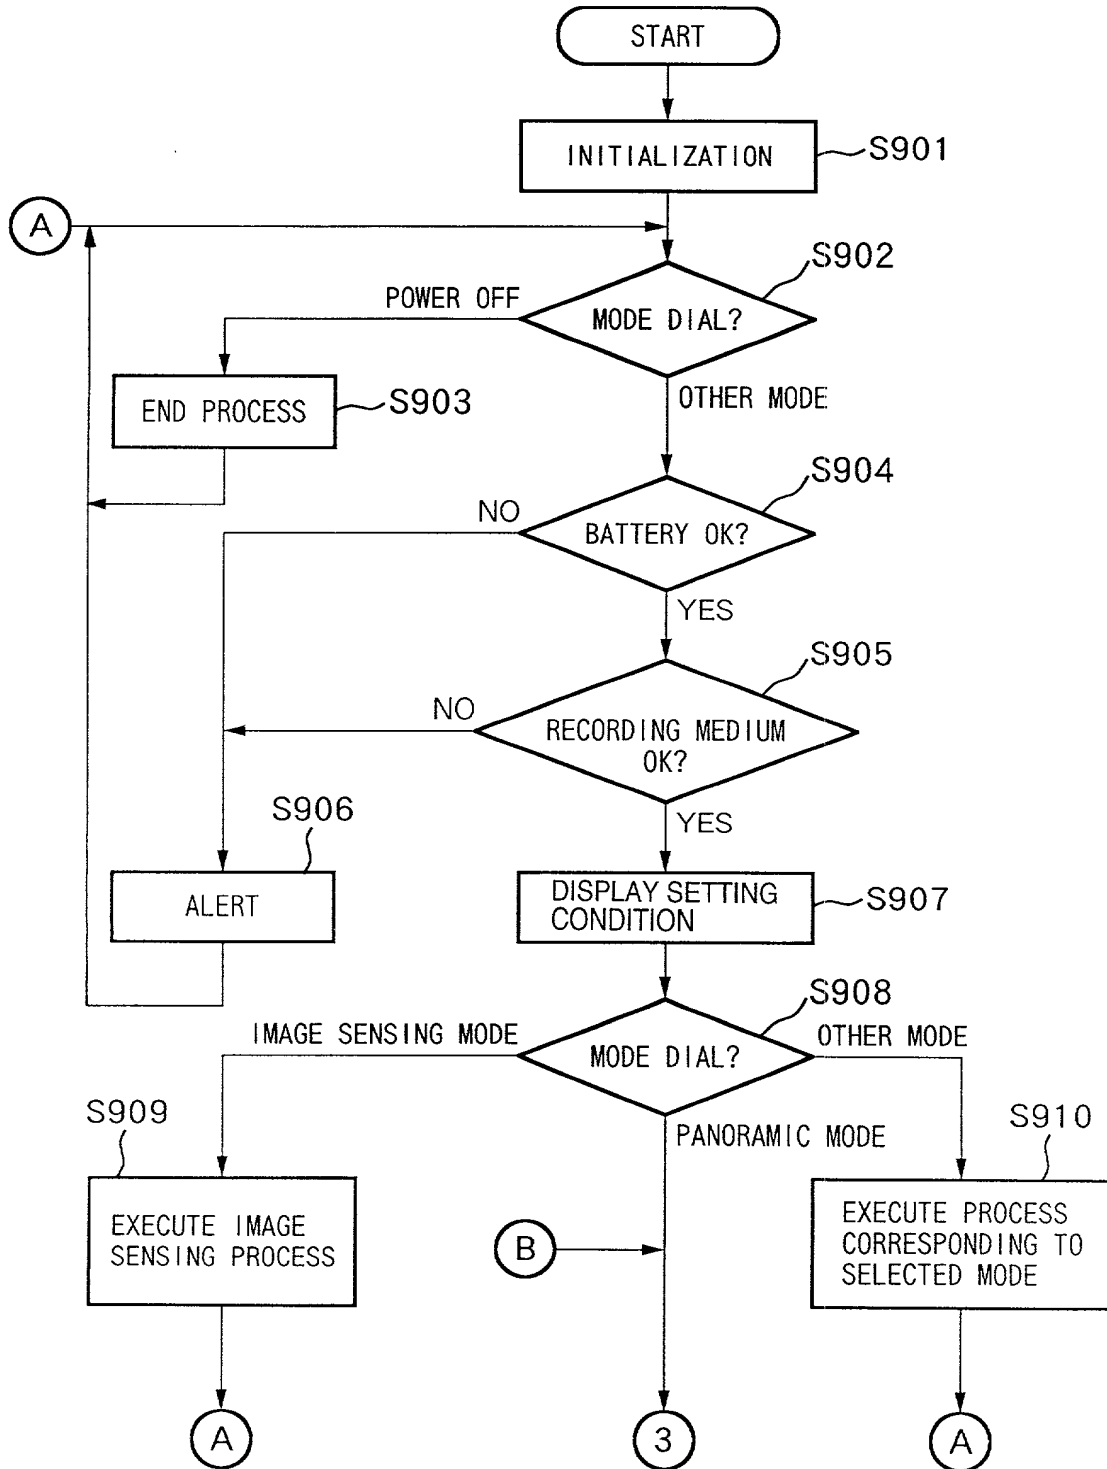 START
INITIALIZATION
S901
A
S902
POWER OFF
MODE DIAL?
END PROCESS
S903
OTHER MODE
S904
NO
BATTERY OK?
YES
S905
NO
RECORDING MEDIUM
OK?
S906
YES
ALERT
DISPLAY SETTING
CONDITION
S907
S908
IMAGE SENSING MODE
MODE DIAL?
OTHER MODE
S909
PANORAMIC MODE
S910
EXECUTE IMAGE
SENSING PROCESS
B
EXECUTE PROCESS
CORRESPONDING TO
SELECTED MODE
A
3
A